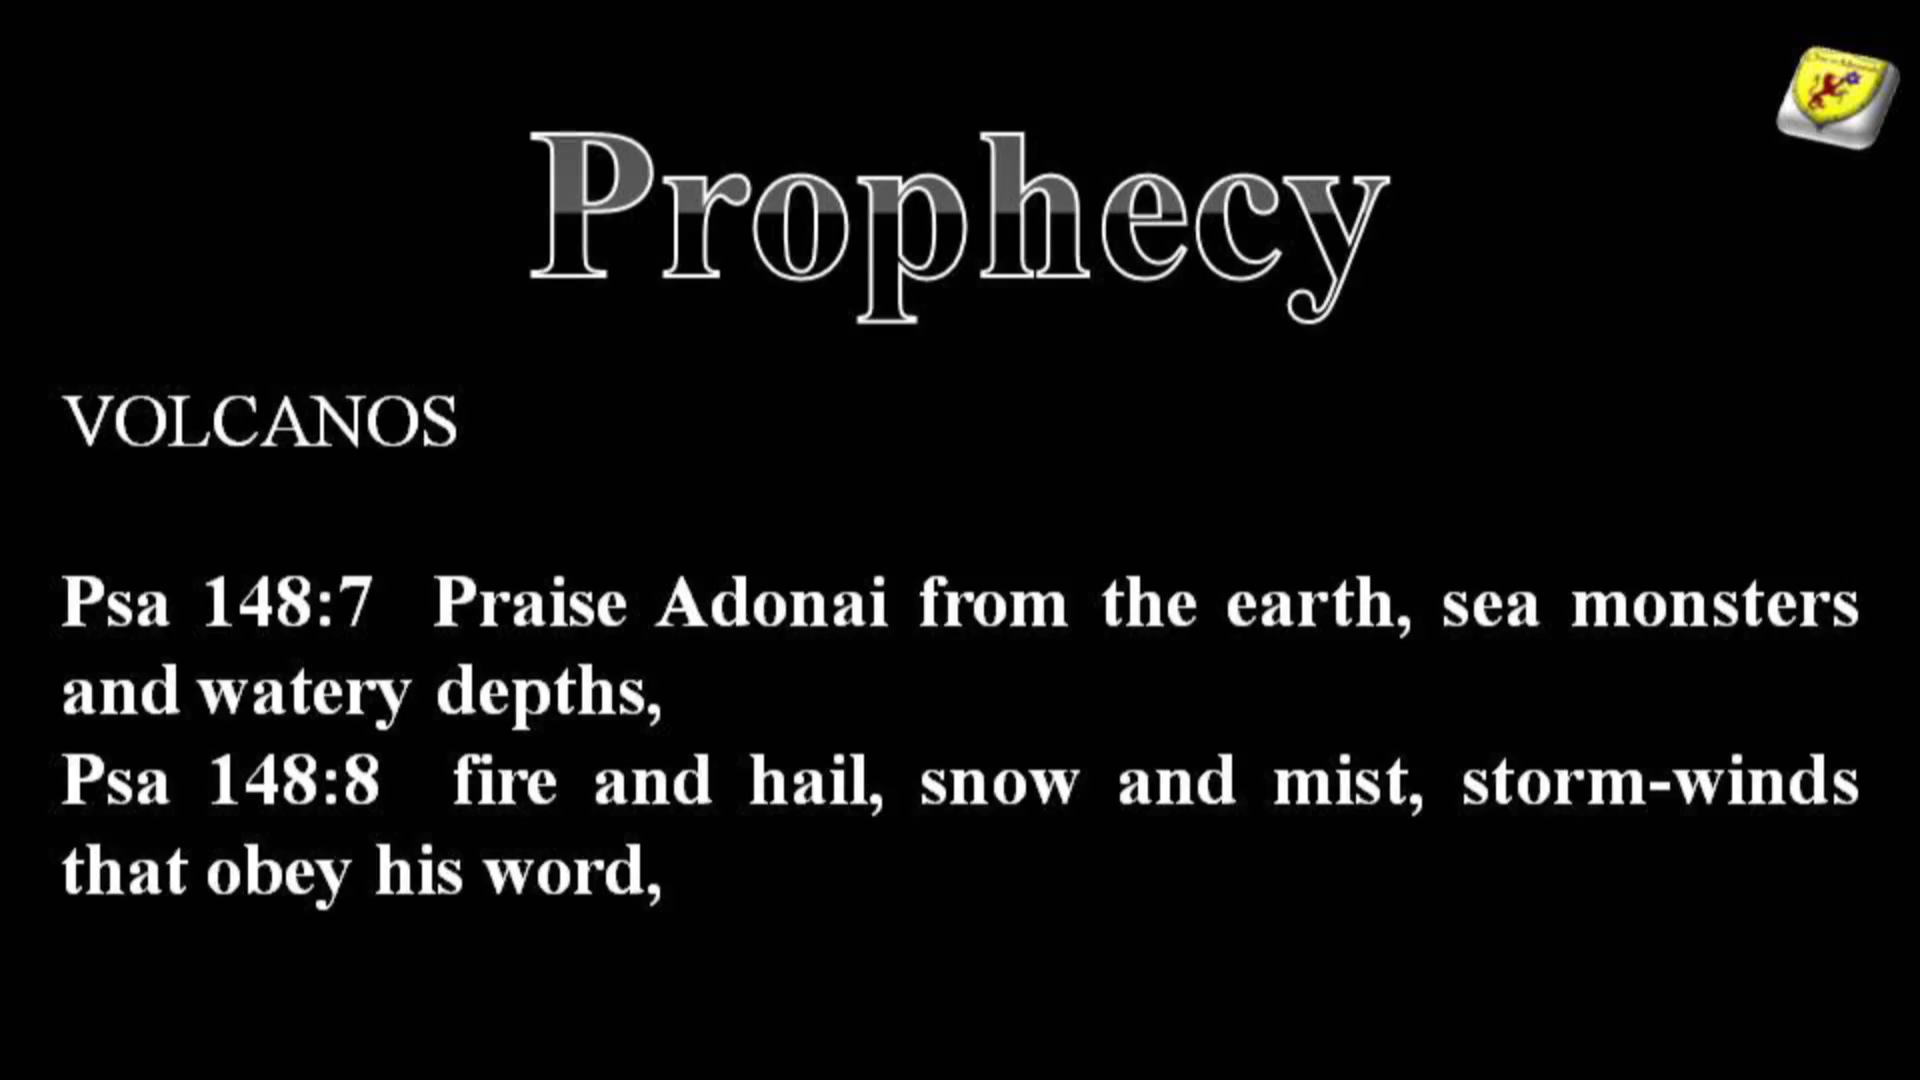 Prophecy
VOLCANOS
Psa 148:7 Praise Adonai from the earth, sea monsters
and watery depths,
Psa 148:8 fire and hail, snow and mist, storm-winds
that obey his word,